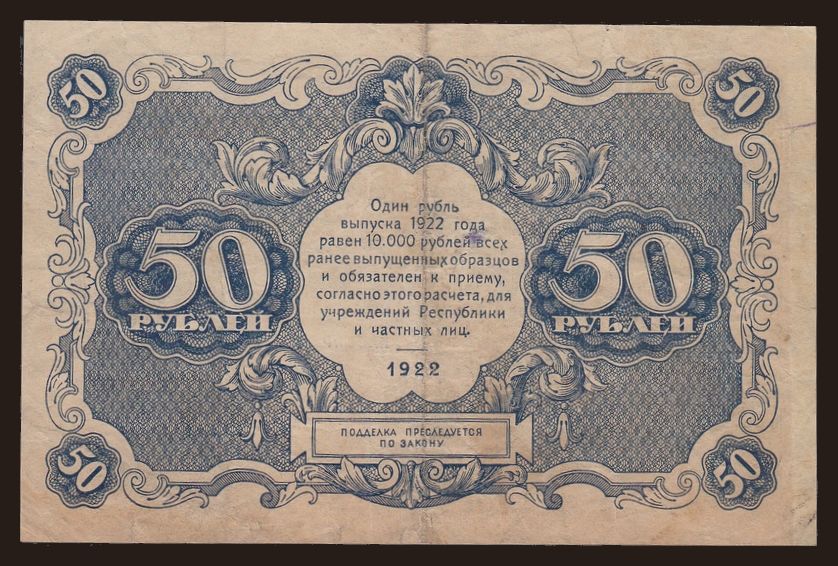 50 50
Один рубль
выпуска 1922 года
равен 10.000 рублей всех
ранее выпущенных образцов
и обязателен к приему,
согласно этого расчета, для
учреждений Республики
и частных лиц.
1922
50
РУБЛЕЙ
50
РУБЛЕЙ
ПОДДЕЛКА ПРЕСЛЕДУЕТСЯ
ПО ЗАКОНУ
50 50